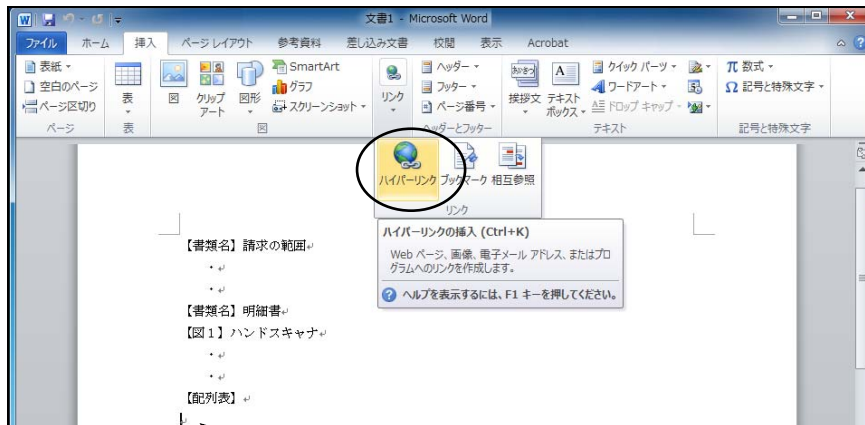 文書1 - Microsoft Word
ファイル ホーム 挿入 ページ レイアウト 参考資料 差し込み文書 校閲 表示 Acrobat
表紙
空白のページ
ページ区切り
ページ
表
表
図
クリップ
アート
図形
SmartArt
グラフ
スクリーンショット
図
リンク
ヘッダー
フッター
ページ番号
ヘッダーとフッター
あいさつ
挨拶文
A
テキスト
ボックス
クイック パーツ
ワードアート
ドロップ キャップ
テキスト
π 数式
Ω 記号と特殊文字
記号と特殊文字
ハイパーリンク ブックマーク 相互参照
リンク
ハイパーリンクの挿入 (Ctrl+K)
Web ページ、画像、電子メール アドレス、またはプロ
グラムへのリンクを作成します。
ヘルプを表示するには、F1 キーを押してください。
【書類名】請求の範囲
・
・
【書類名】明細書
【図1】ハンドスキャナ
・
・
【配列表】